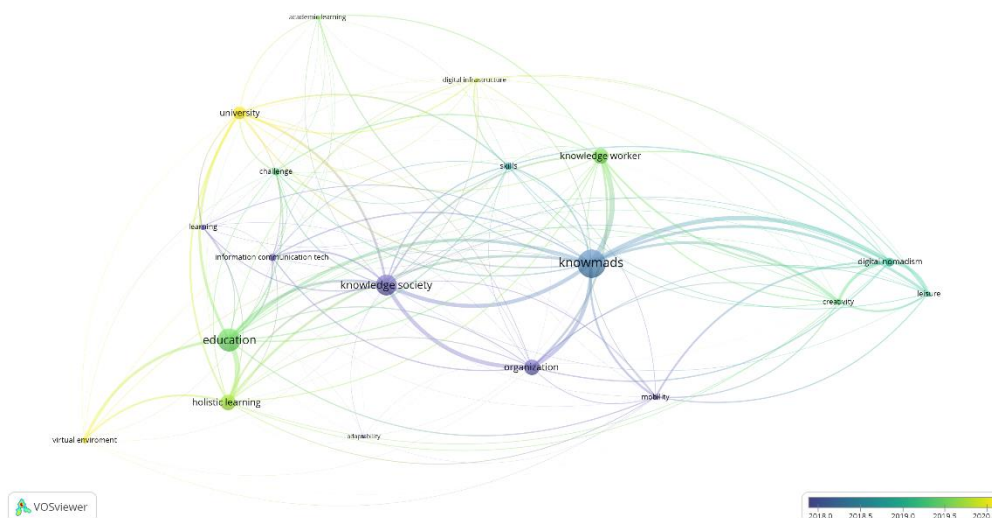 academic learning
digital infrastructure
university
knowledge worker
skills
challenge
learning
information communication tech
knowmads
digital nomadism
knowledge society
leisure
creativity
education
organization
mobility
holistic learning
adaptability
virtual enviroment
VOSviewer
2018.0 2018.5 2019.0 2019.5 2020